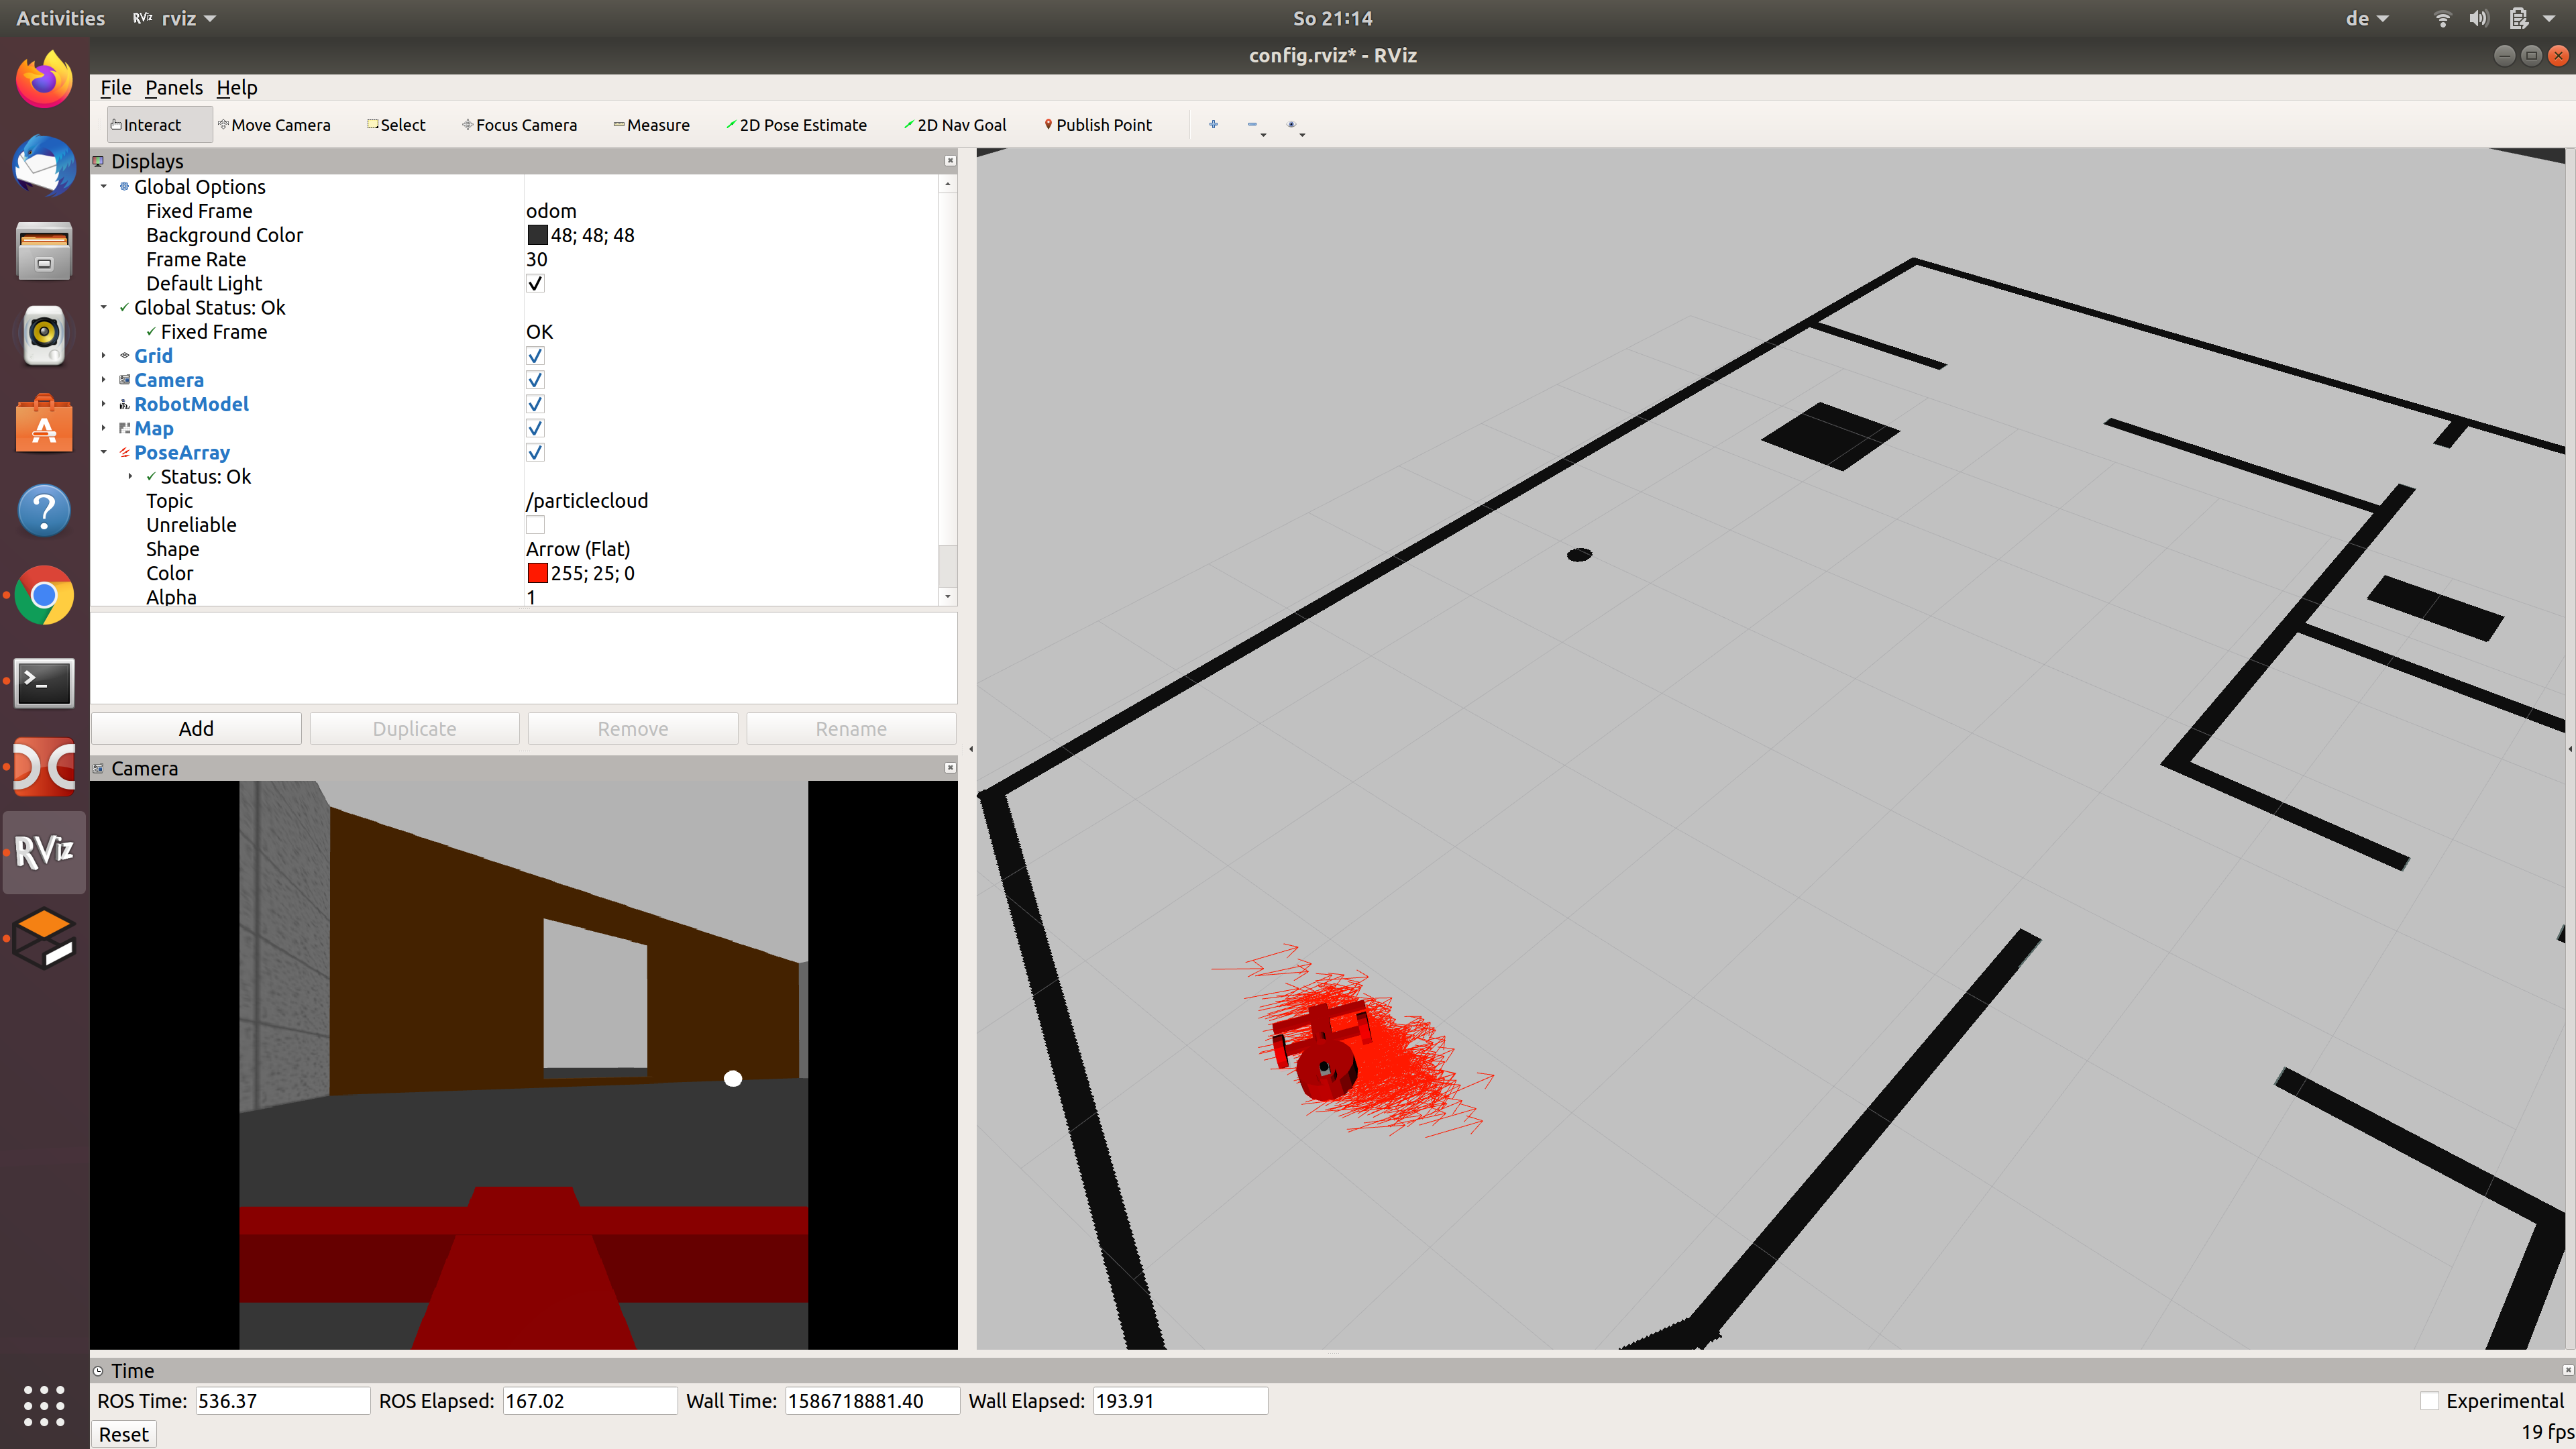 Activities RViz rviz So 21:14 de
config.rviz* - RViz
File Panels Help
Interact Move Camera Select Focus Camera Measure 2D Pose Estimate 2D Nav Goal Publish Point
Displays
Global Options
Fixed Frame odom
Background Color 48; 48; 48
Frame Rate 30
Default Light
Global Status: Ok
Fixed Frame OK
Grid
Camera
RobotModel
Map
PoseArray
Status: Ok
Topic /particlecloud
Unreliable
Shape Arrow (Flat)
Color 255; 25; 0
Alpha 1
Add Duplicate Remove Rename
Camera
RViz
Time
ROS Time: 536.37 ROS Elapsed: 167.02 Wall Time: 1586718881.40 Wall Elapsed: 193.91 Experimental
Reset 19 fps